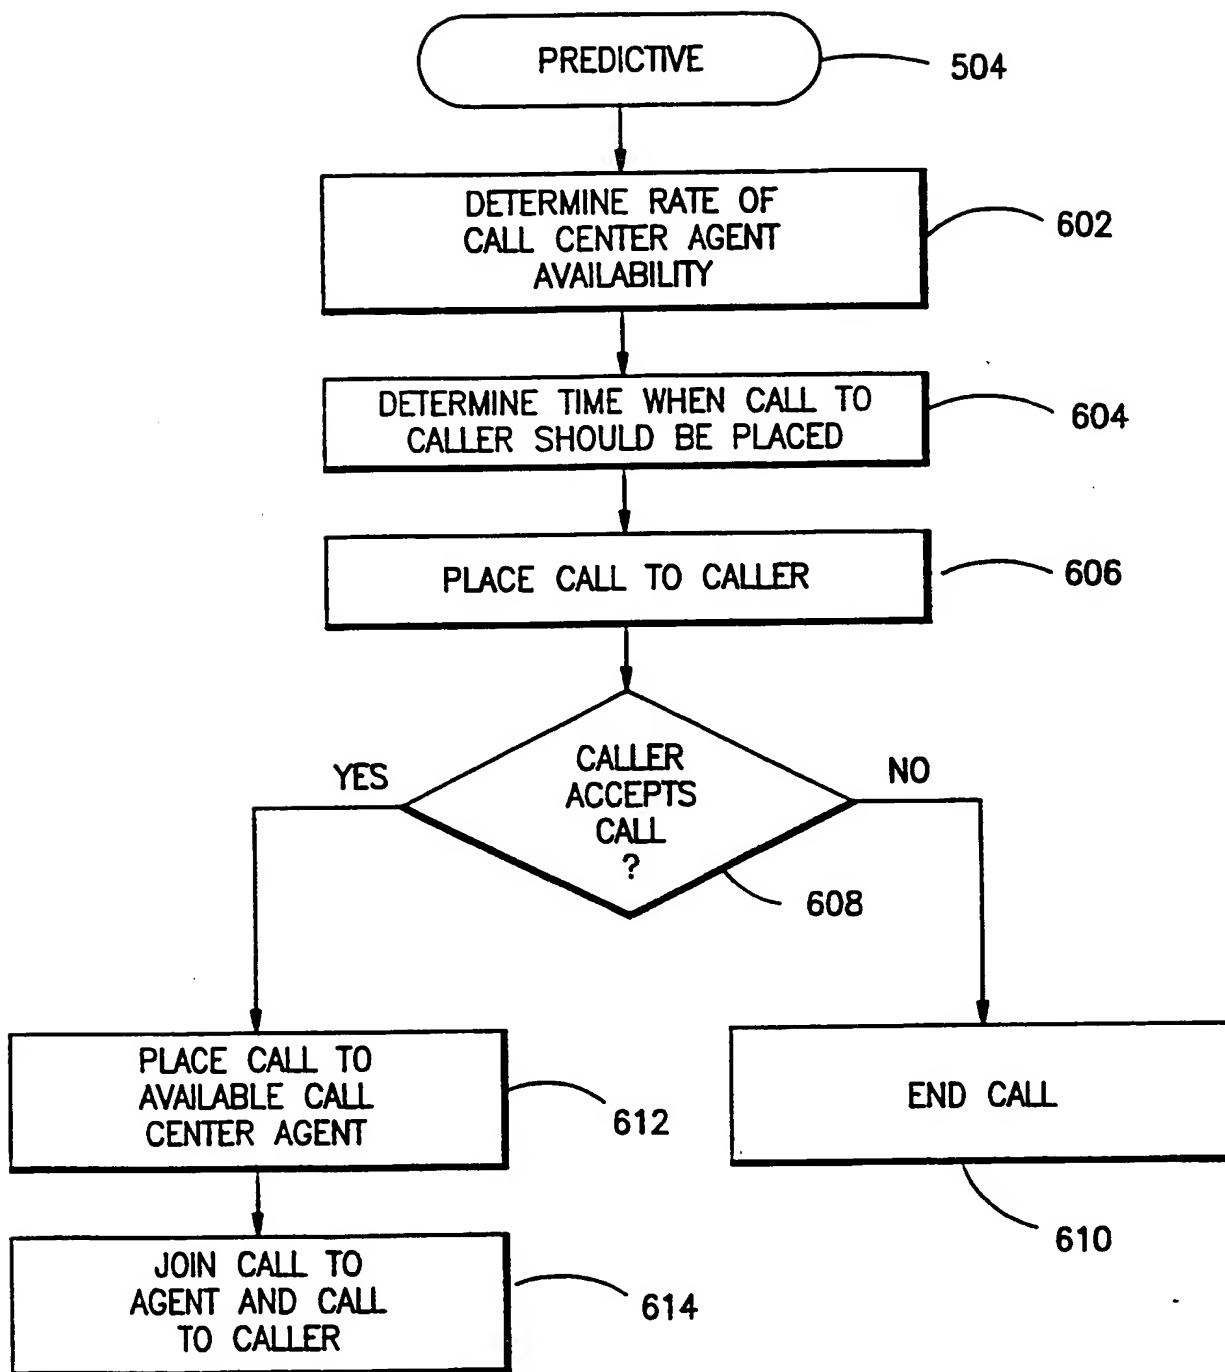 PREDICTIVE
504
DETERMINE RATE OF
CALL CENTER AGENT
AVAILABILITY
602
DETERMINE TIME WHEN CALL TO
CALLER SHOULD BE PLACED
604
PLACE CALL TO CALLER
606
CALLER
ACCEPTS
CALL
?
YES
NO
608
PLACE CALL TO
AVAILABLE CALL
CENTER AGENT
612
END CALL
610
JOIN CALL TO
AGENT AND CALL
TO CALLER
614